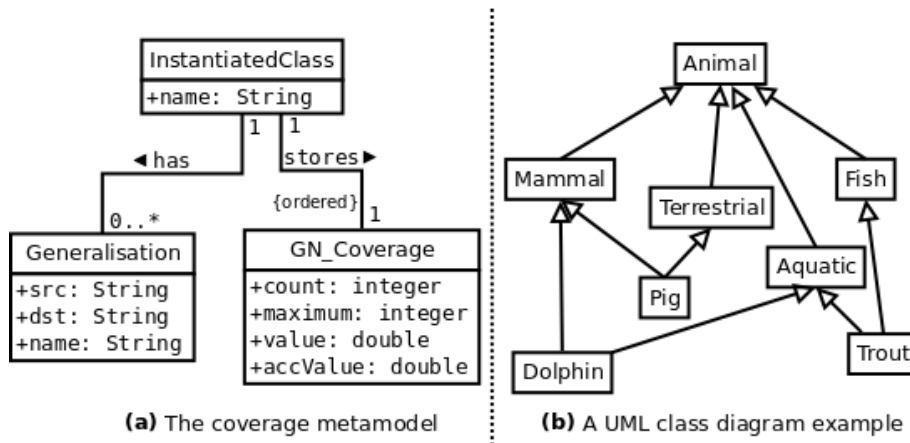 InstantiatedClass
+name: String
1
1
◀ has
stores ▶
{ordered}
0..*
1
Generalisation
+src: String
+dst: String
+name: String
GN_Coverage
+count: integer
+maximum: integer
+value: double
+accValue: double
(a) The coverage metamodel
Animal
Mammal
Terrestrial
Fish
Aquatic
Pig
Dolphin
Trout
(b) A UML class diagram example